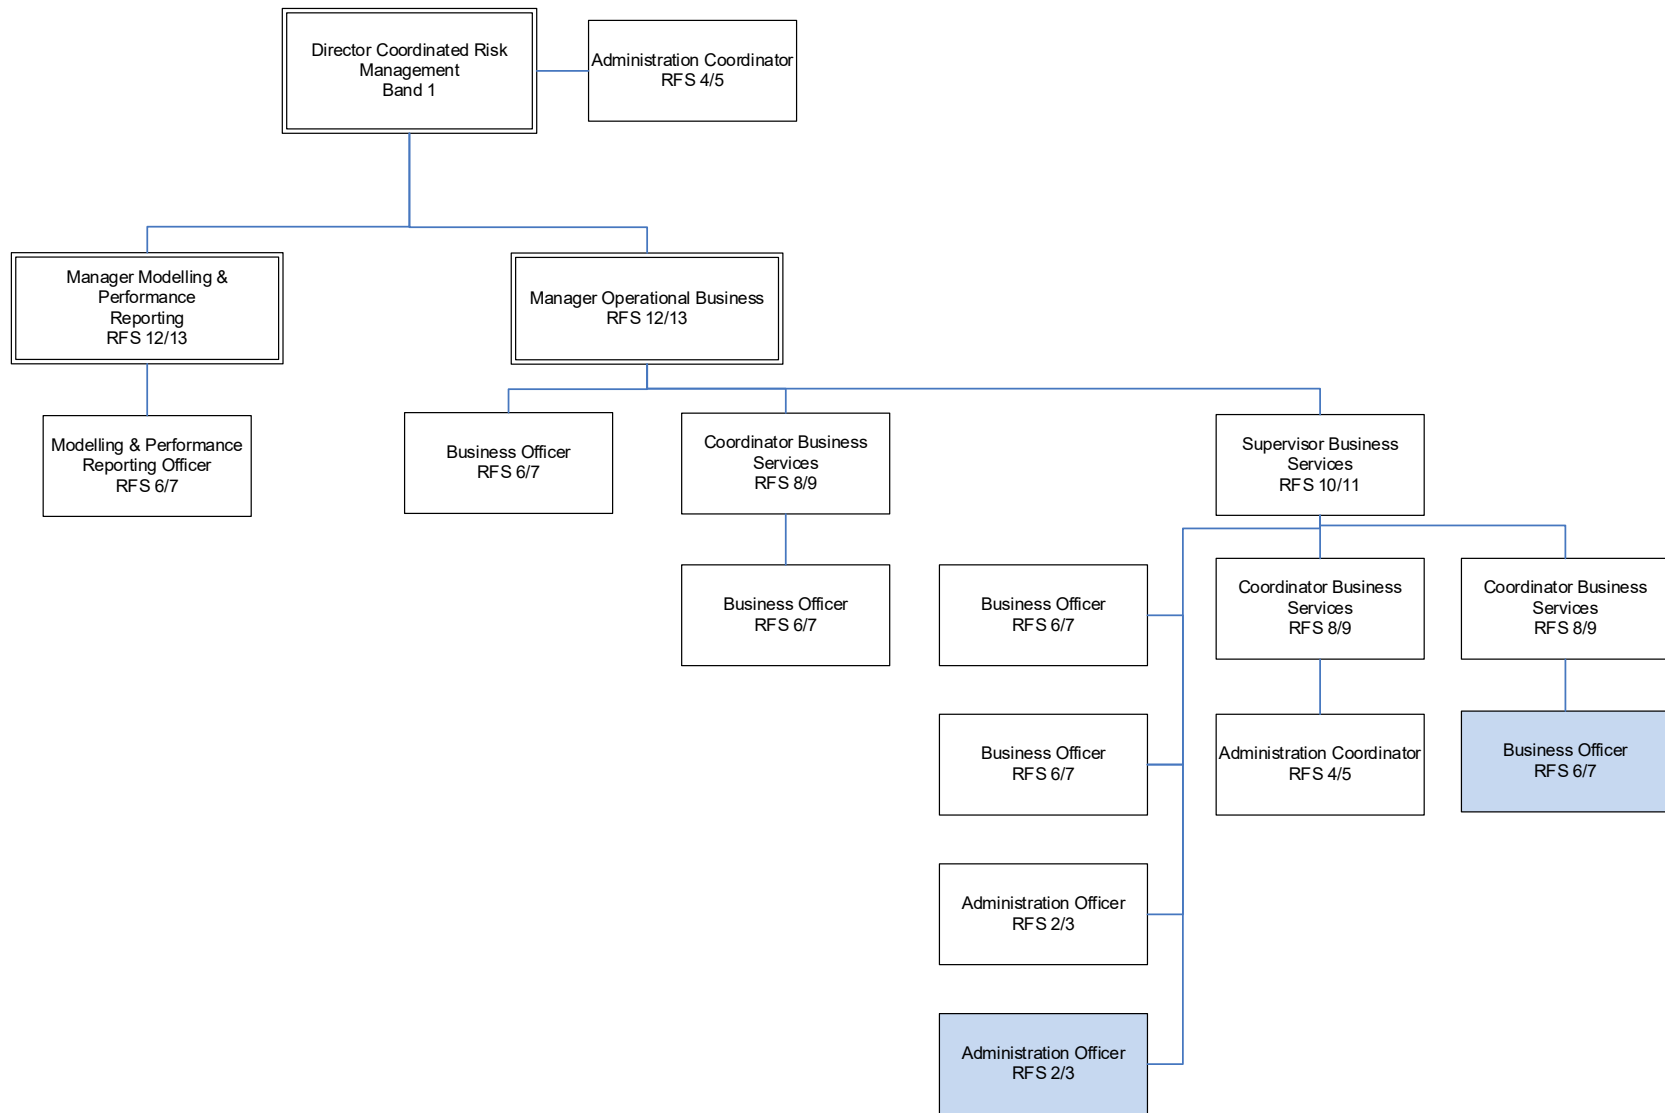 Director Coordinated Risk
Management
Band 1
Administration Coordinator
RFS 4/5
Manager Modelling &
Performance
Reporting
RFS 12/13
Manager Operational Business
RFS 12/13
Modelling & Performance
Reporting Officer
RFS 6/7
Business Officer
RFS 6/7
Coordinator Business
Services
RFS 8/9
Supervisor Business
Services
RFS 10/11
Business Officer
RFS 6/7
Business Officer
RFS 6/7
Coordinator Business
Services
RFS 8/9
Coordinator Business
Services
RFS 8/9
Business Officer
RFS 6/7
Administration Coordinator
RFS 4/5
Business Officer
RFS 6/7
Administration Officer
RFS 2/3
Administration Officer
RFS 2/3